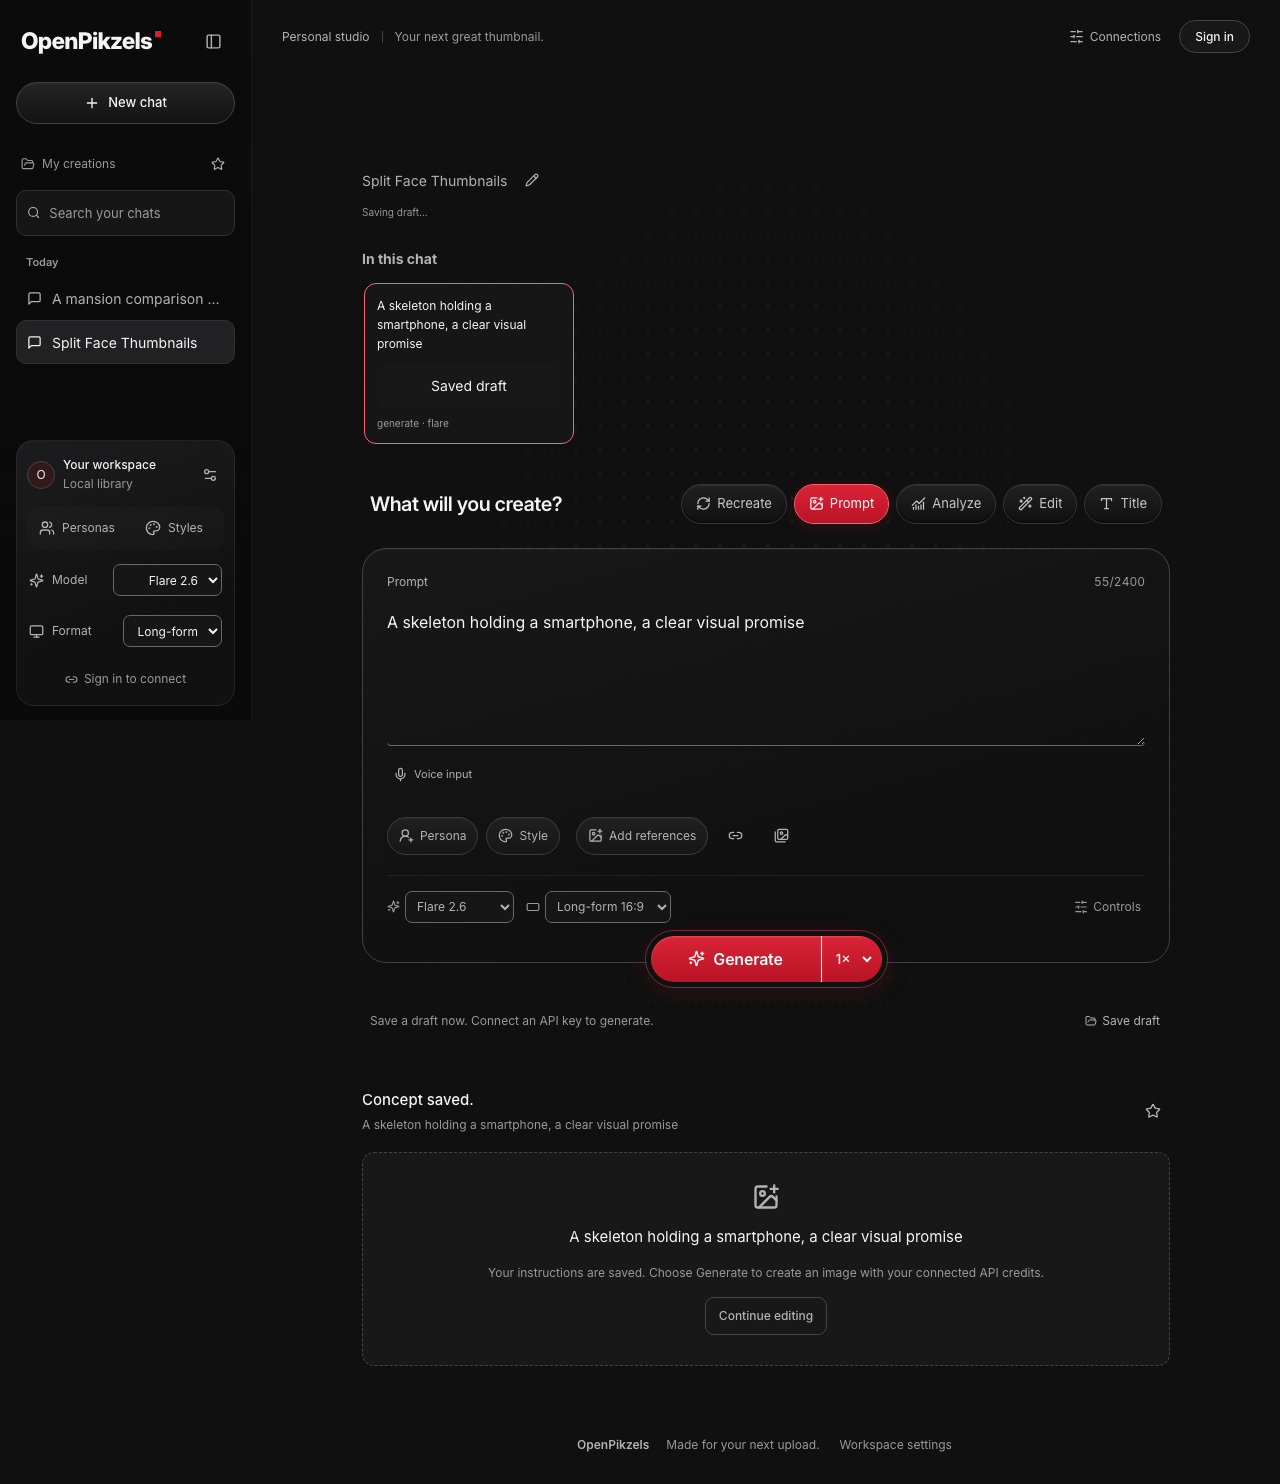 OpenPikzels
New chat
My creations
Search your chats
Today
A mansion comparison ...
Split Face Thumbnails
O
Your workspace
Local library
Personas
Styles
Model
Flare 2.6
Format
Long-form
Sign in to connect
Personal studio
Your next great thumbnail.
Connections
Sign in
Split Face Thumbnails
Saving draft...
In this chat
A skeleton holding a
smartphone, a clear visual
promise
Saved draft
generate · flare
What will you create?
Recreate
Prompt
Analyze
Edit
Title
Prompt
55/2400
A skeleton holding a smartphone, a clear visual promise
Voice input
Persona
Style
Add references
Flare 2.6
Long-form 16:9
Controls
Generate
1×
Save a draft now. Connect an API key to generate.
Save draft
Concept saved.
A skeleton holding a smartphone, a clear visual promise
A skeleton holding a smartphone, a clear visual promise
Your instructions are saved. Choose Generate to create an image with your connected API credits.
Continue editing
OpenPikzels
Made for your next upload.
Workspace settings